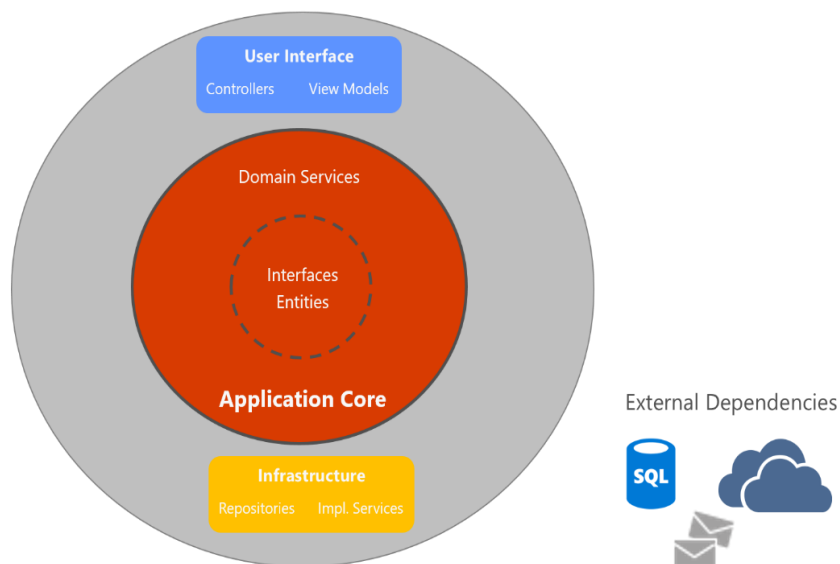 User Interface
Controllers View Models
Domain Services
Interfaces
Entities
Application Core
Infrastructure
Repositories Impl. Services
External Dependencies
SQL